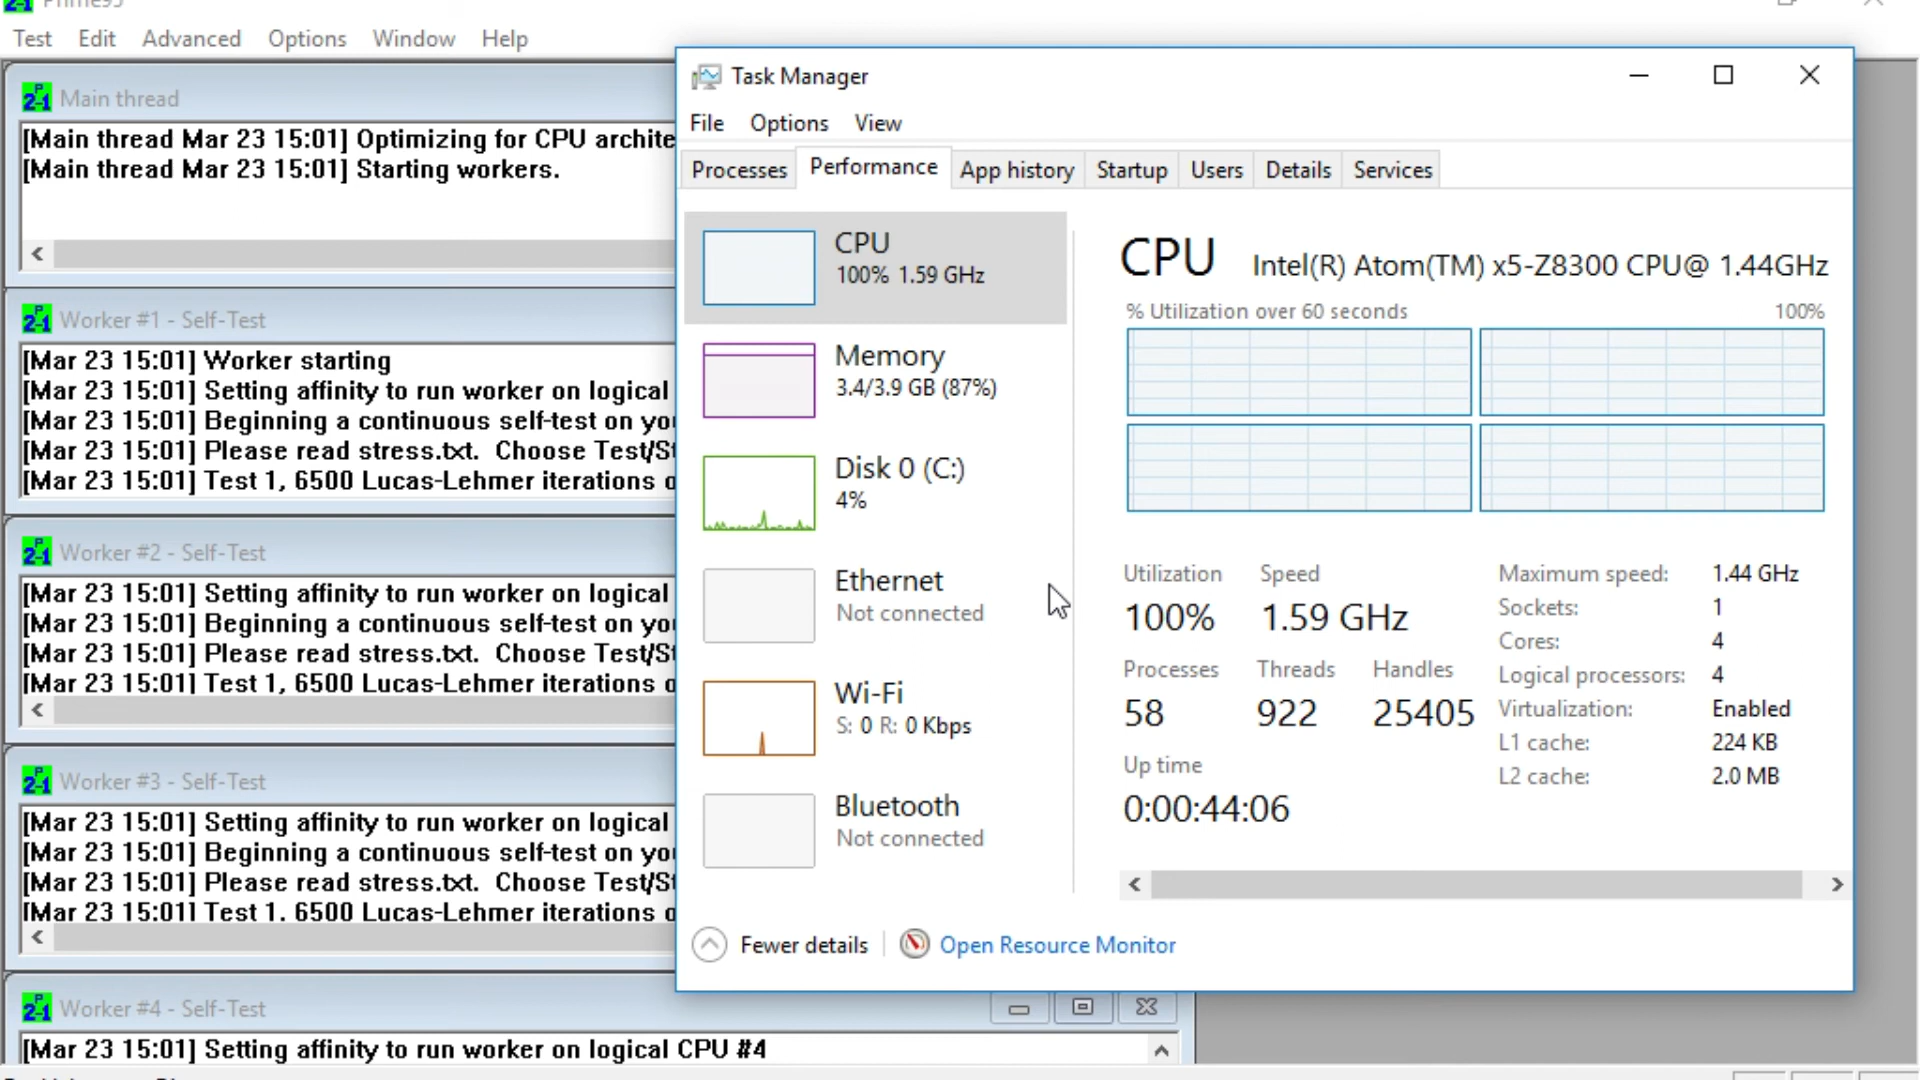 Prime95
Test Edit Advanced Options Window Help
Main thread
[Main thread Mar 23 15:01] Optimizing for CPU archite
[Main thread Mar 23 15:01] Starting workers.
Worker #1 - Self-Test
[Mar 23 15:01] Worker starting
[Mar 23 15:01] Setting affinity to run worker on logical
[Mar 23 15:01] Beginning a continuous self-test on you
[Mar 23 15:01] Please read stress.txt. Choose Test/St
[Mar 23 15:01] Test 1, 6500 Lucas-Lehmer iterations o
Worker #2 - Self-Test
[Mar 23 15:01] Setting affinity to run worker on logical
[Mar 23 15:01] Beginning a continuous self-test on you
[Mar 23 15:01] Please read stress.txt. Choose Test/St
[Mar 23 15:01] Test 1, 6500 Lucas-Lehmer iterations o
Worker #3 - Self-Test
[Mar 23 15:01] Setting affinity to run worker on logical
[Mar 23 15:01] Beginning a continuous self-test on you
[Mar 23 15:01] Please read stress.txt. Choose Test/St
[Mar 23 15:01] Test 1, 6500 Lucas-Lehmer iterations o
Worker #4 - Self-Test
[Mar 23 15:01] Setting affinity to run worker on logical CPU #4
Task Manager
File Options View
Processes Performance App history Startup Users Details Services
CPU
100% 1.59 GHz
Memory
3.4/3.9 GB (87%)
Disk 0 (C:)
4%
Ethernet
Not connected
Wi-Fi
S: 0 R: 0 Kbps
Bluetooth
Not connected
CPU Intel(R) Atom(TM) x5-Z8300 CPU@ 1.44GHz
% Utilization over 60 seconds 100%
Utilization Speed
100% 1.59 GHz
Processes Threads Handles
58 922 25405
Up time
0:00:44:06
Maximum speed: 1.44 GHz
Sockets: 1
Cores: 4
Logical processors: 4
Virtualization: Enabled
L1 cache: 224 KB
L2 cache: 2.0 MB
Fewer details Open Resource Monitor